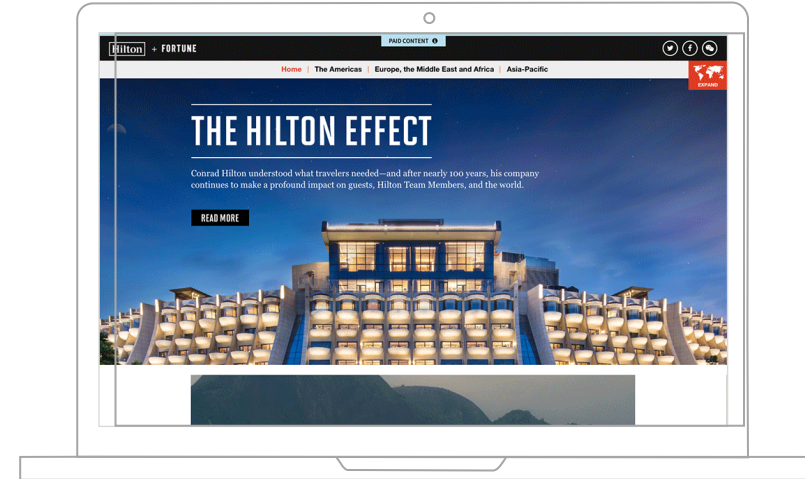 PAID CONTENT
Hilton + FORTUNE
Home | The Americas | Europe, the Middle East and Africa | Asia-Pacific
EXPAND
THE HILTON EFFECT
Conrad Hilton understood what travelers needed—and after nearly 100 years, his company
continues to make a profound impact on guests, Hilton Team Members, and the world.
READ MORE